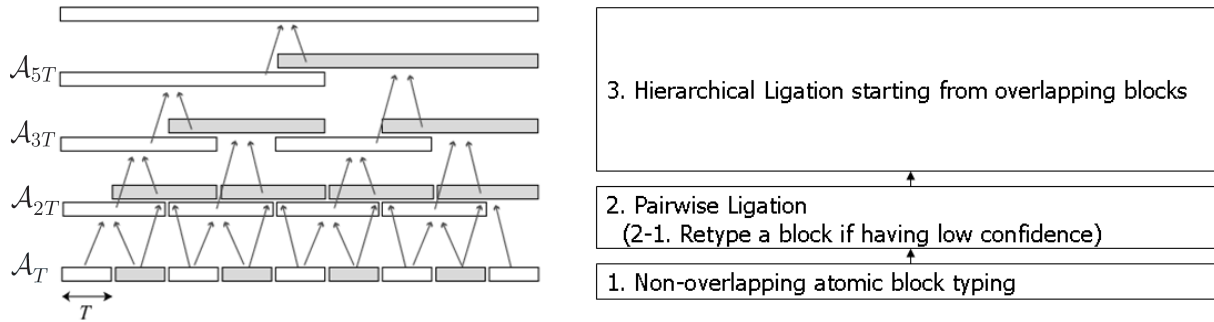 𝒜5T
𝒜3T
𝒜2T
𝒜T
T
3. Hierarchical Ligation starting from overlapping blocks
2. Pairwise Ligation
(2-1. Retype a block if having low confidence)
1. Non-overlapping atomic block typing